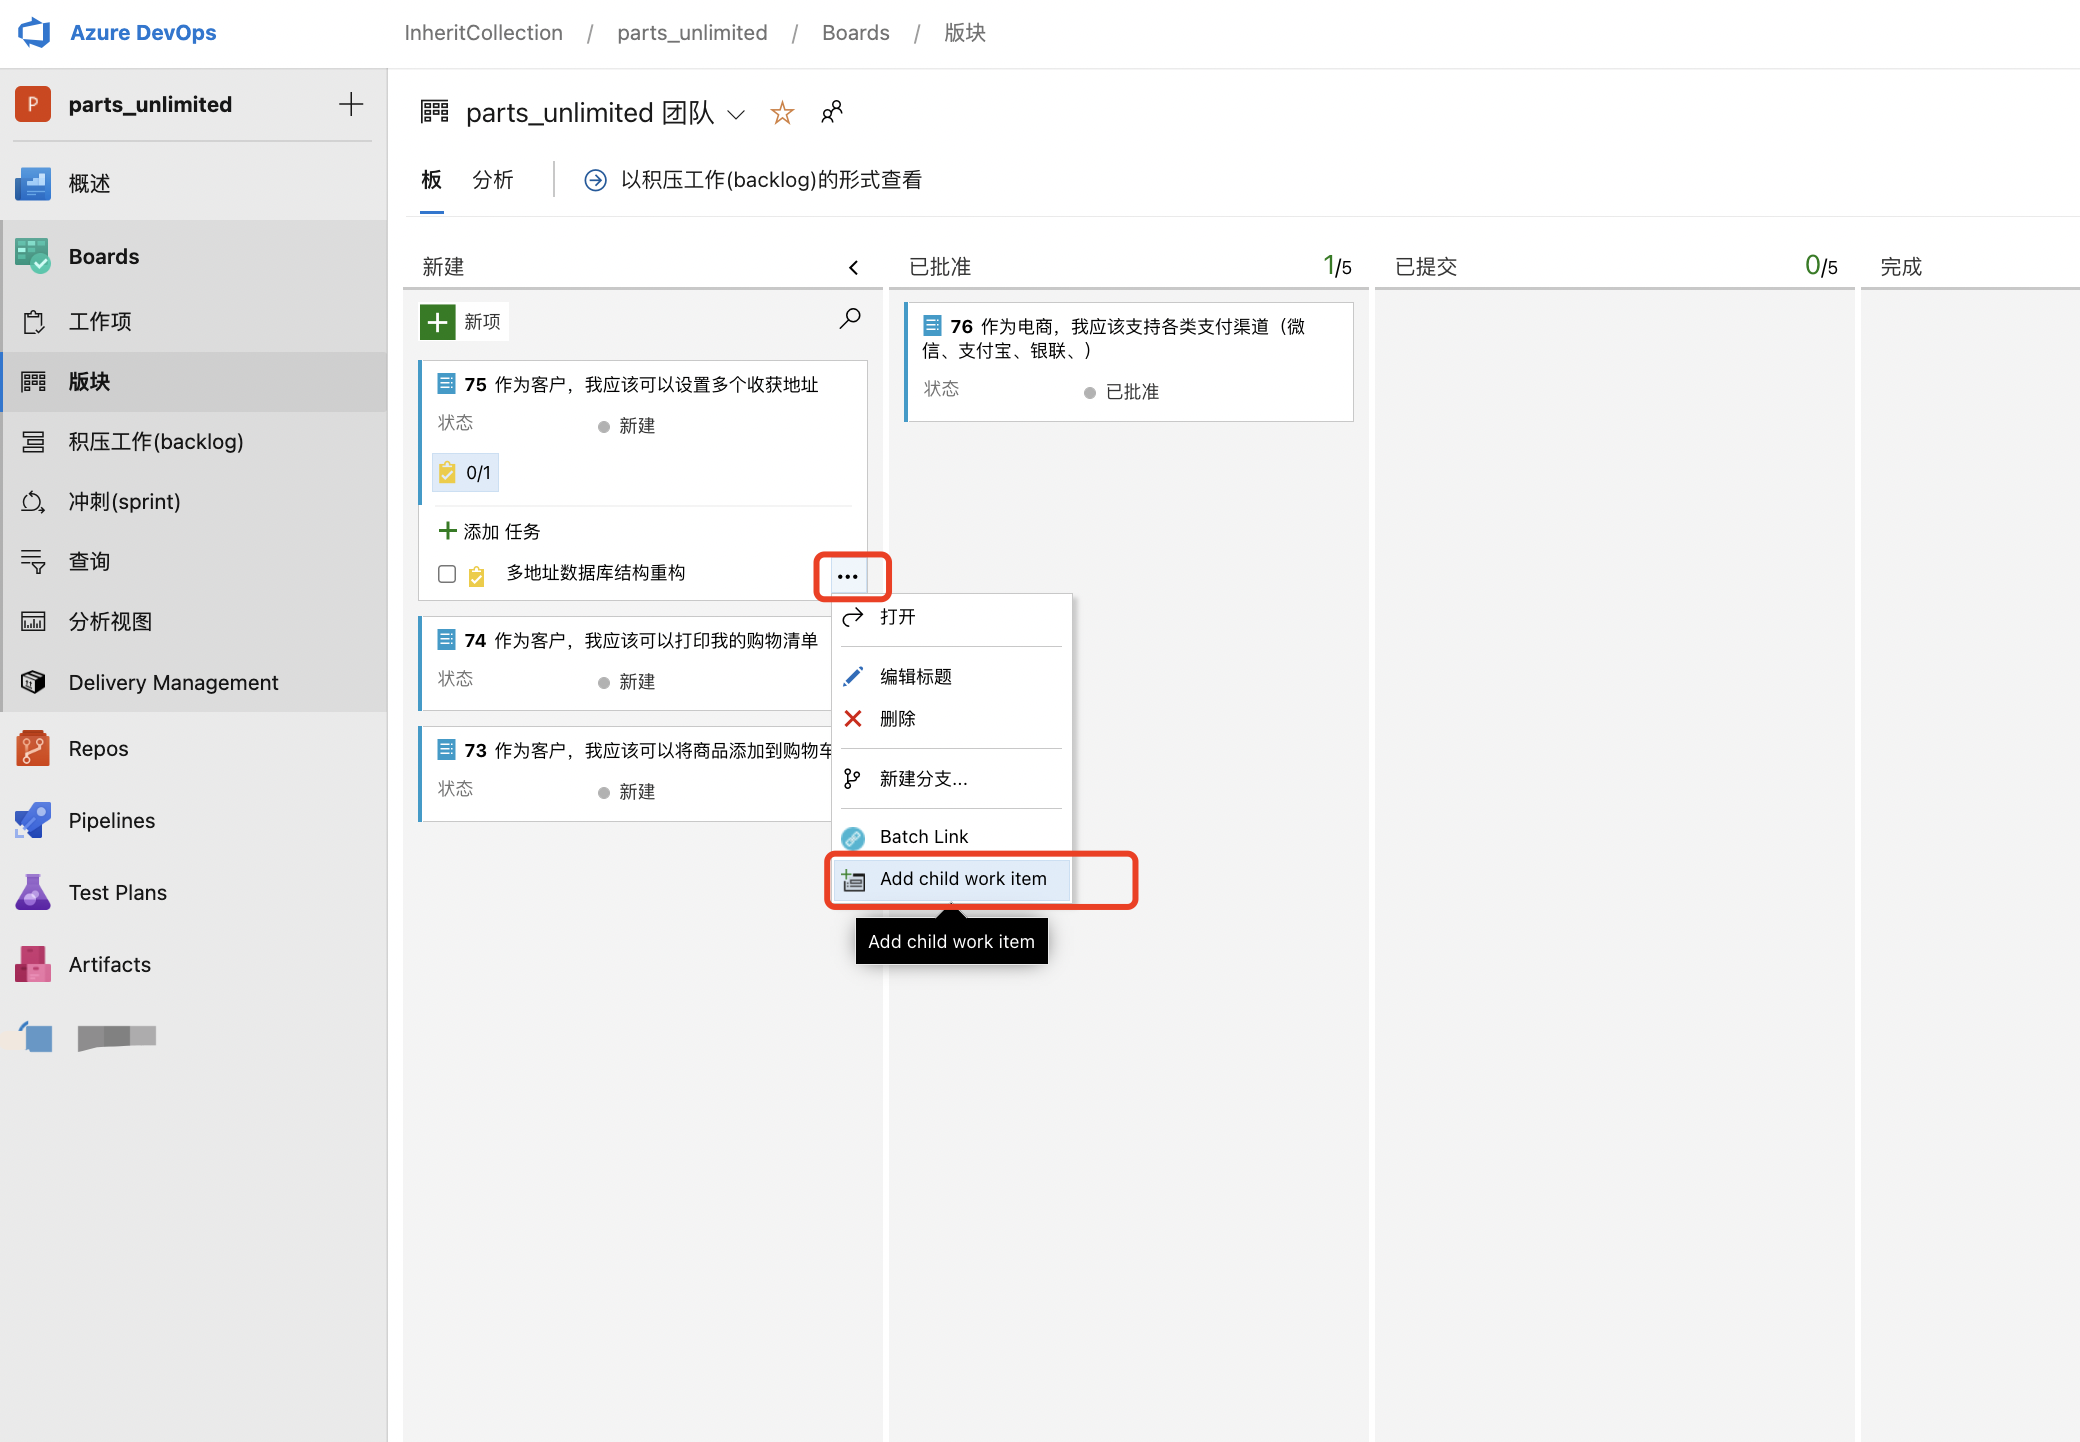 Azure DevOps
InheritCollection / parts_unlimited / Boards / 版块
P parts_unlimited
概述
Boards
工作项
版块
积压工作(backlog)
冲刺(sprint)
查询
分析视图
Delivery Management
Repos
Pipelines
Test Plans
Artifacts
parts_unlimited 团队
板 分析 以积压工作(backlog)的形式查看
新建
新项
75 作为客户，我应该可以设置多个收获地址
状态 新建
0/1
添加 任务
多地址数据库结构重构
74 作为客户，我应该可以打印我的购物清单
状态 新建
73 作为客户，我应该可以将商品添加到购物车
状态 新建
打开
编辑标题
删除
新建分支...
Batch Link
Add child work item
Add child work item
已批准 1/5
76 作为电商，我应该支持各类支付渠道（微
信、支付宝、银联、）
状态 已批准
已提交 0/5
完成